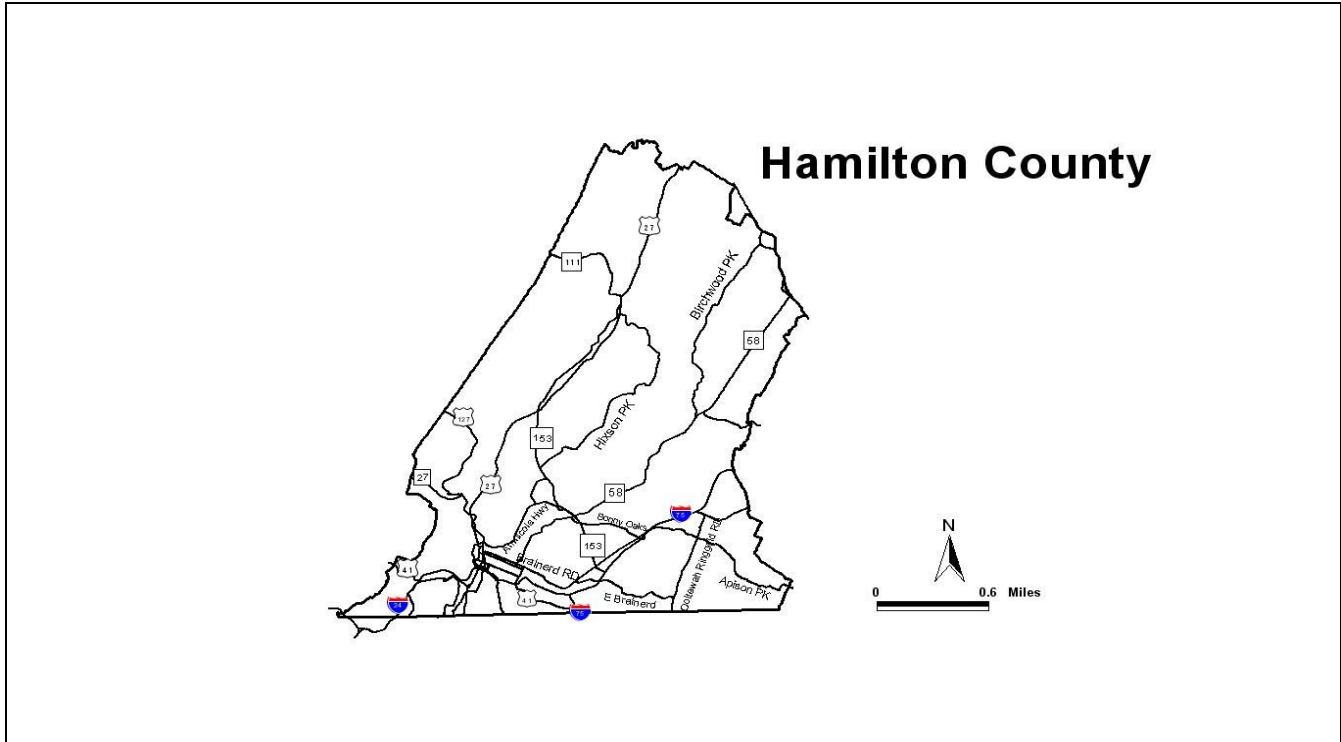 Hamilton County
27
111
Birchwood PK
58
127
Hixson PK
153
27
27
58
75
Bonny Oaks
Amnicola Hwy
153
Brainerd RD
Ooltewah Ringgold RD
Apison PK
41
E Brainerd
41
24
75
N
0 0.6 Miles